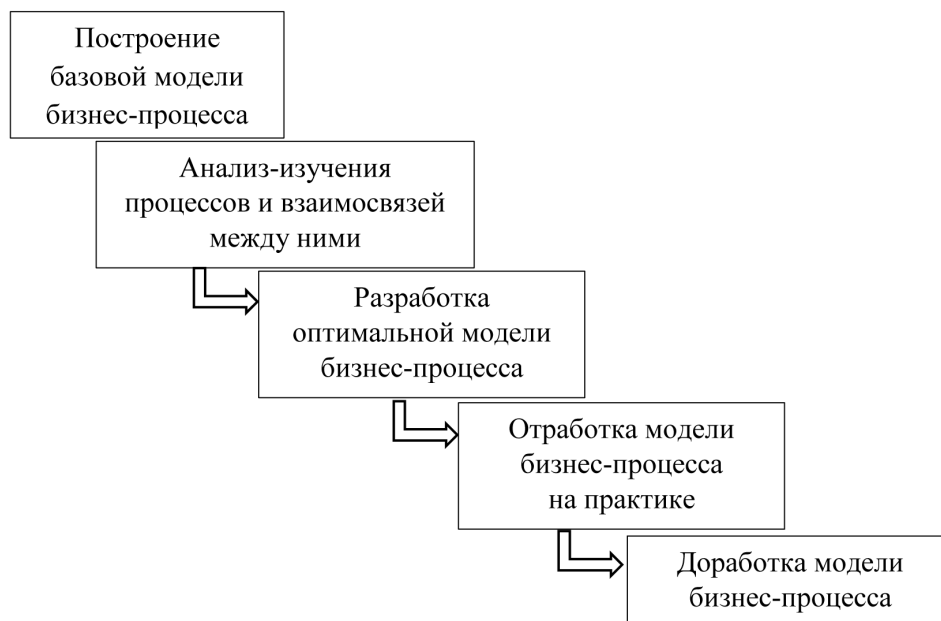 Построение
базовой модели
бизнес-процесса
Анализ-изучения
процессов и взаимосвязей
между ними
Разработка
оптимальной модели
бизнес-процесса
Отработка модели
бизнес-процесса
на практике
Доработка модели
бизнес-процесса